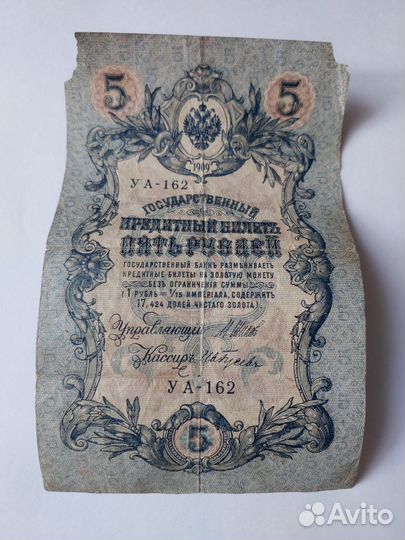 5 5
1909
УА-162
ГОСУДАРСТВЕННЫЙ
КРЕДИТНЫЙ БИЛЕТЪ
ПЯТЬ РУБЛЕЙ
ГОСУДАРСТВЕННЫЙ БАНКЪ РАЗМѢНИВАЕТЪ
КРЕДИТНЫЕ БИЛЕТЫ НА ЗОЛОТУЮ МОНЕТУ
БЕЗЪ ОГРАНИЧЕНІЯ СУММЫ
(1 РУБЛЬ = 1/15 ИМПЕРІАЛА, СОДЕРЖИТЪ
17,424 ДОЛЕЙ ЧИСТАГО ЗОЛОТА)
Управляющій
Кассиръ
УА-162
5
Avito